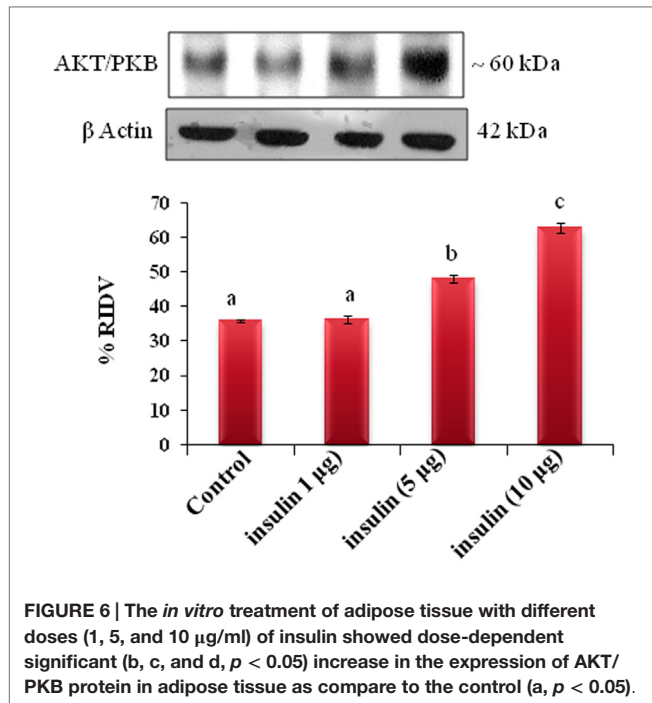 AKT/PKB
~ 60 kDa
β Actin
42 kDa
% RIDV
70
60
50
40
30
20
10
0
a
a
b
c
Control
insulin 1 µg)
insulin (5 µg)
insulin (10 µg)
FIGURE 6 | The in vitro treatment of adipose tissue with different
doses (1, 5, and 10 µg/ml) of insulin showed dose-dependent
significant (b, c, and d, p < 0.05) increase in the expression of AKT/
PKB protein in adipose tissue as compare to the control (a, p < 0.05).